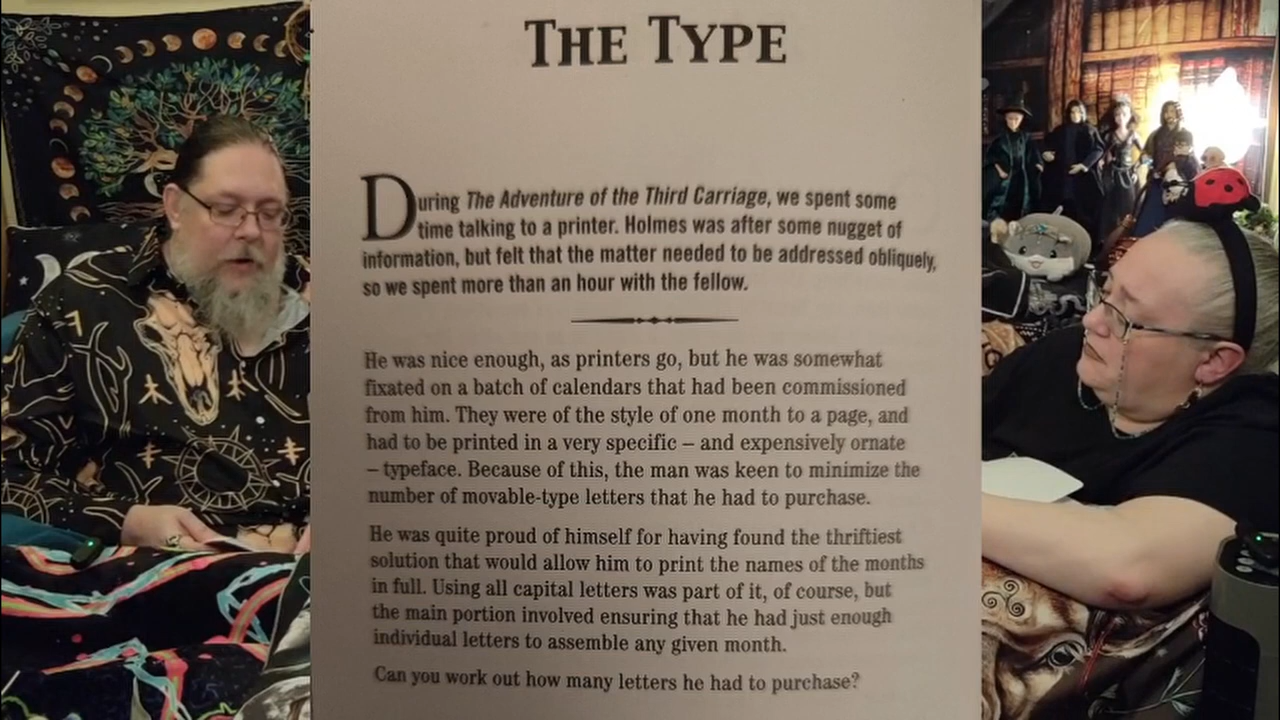 THE TYPE
During The Adventure of the Third Carriage, we spent some
time talking to a printer. Holmes was after some nugget of
information, but felt that the matter needed to be addressed obliquely,
so we spent more than an hour with the fellow.
He was nice enough, as printers go, but he was somewhat
fixated on a batch of calendars that had been commissioned
from him. They were of the style of one month to a page, and
had to be printed in a very specific – and expensively ornate
– typeface. Because of this, the man was keen to minimize the
number of movable-type letters that he had to purchase.
He was quite proud of himself for having found the thriftiest
solution that would allow him to print the names of the months
in full. Using all capital letters was part of it, of course, but
the main portion involved ensuring that he had just enough
individual letters to assemble any given month.
Can you work out how many letters he had to purchase?